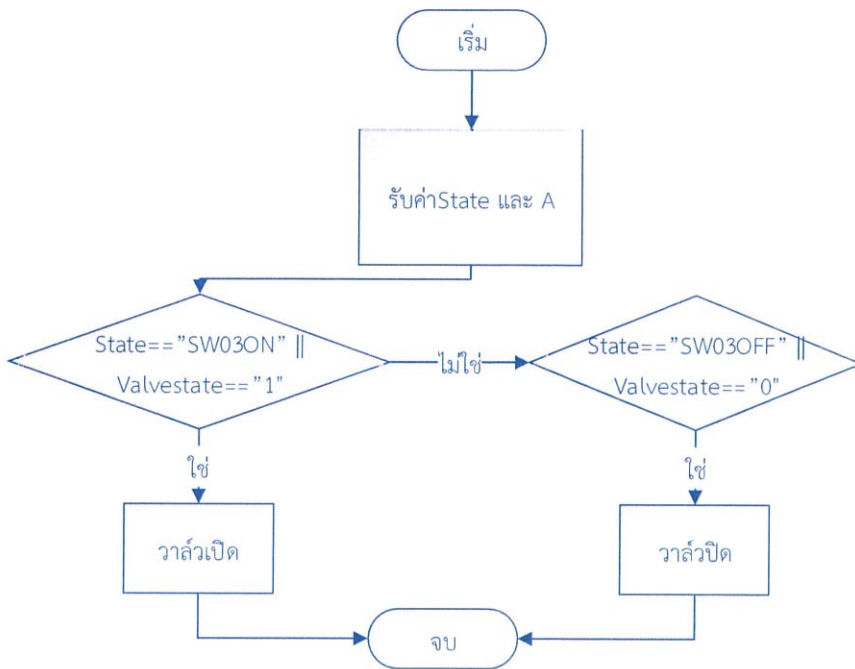 เริ่ม
รับค่าState และ A
State=="SW03ON" ||
Valvestate=="1"
ไม่ใช่
State=="SW03OFF" ||
Valvestate=="0"
ใช่
ใช่
วาล์วเปิด
วาล์วปิด
จบ